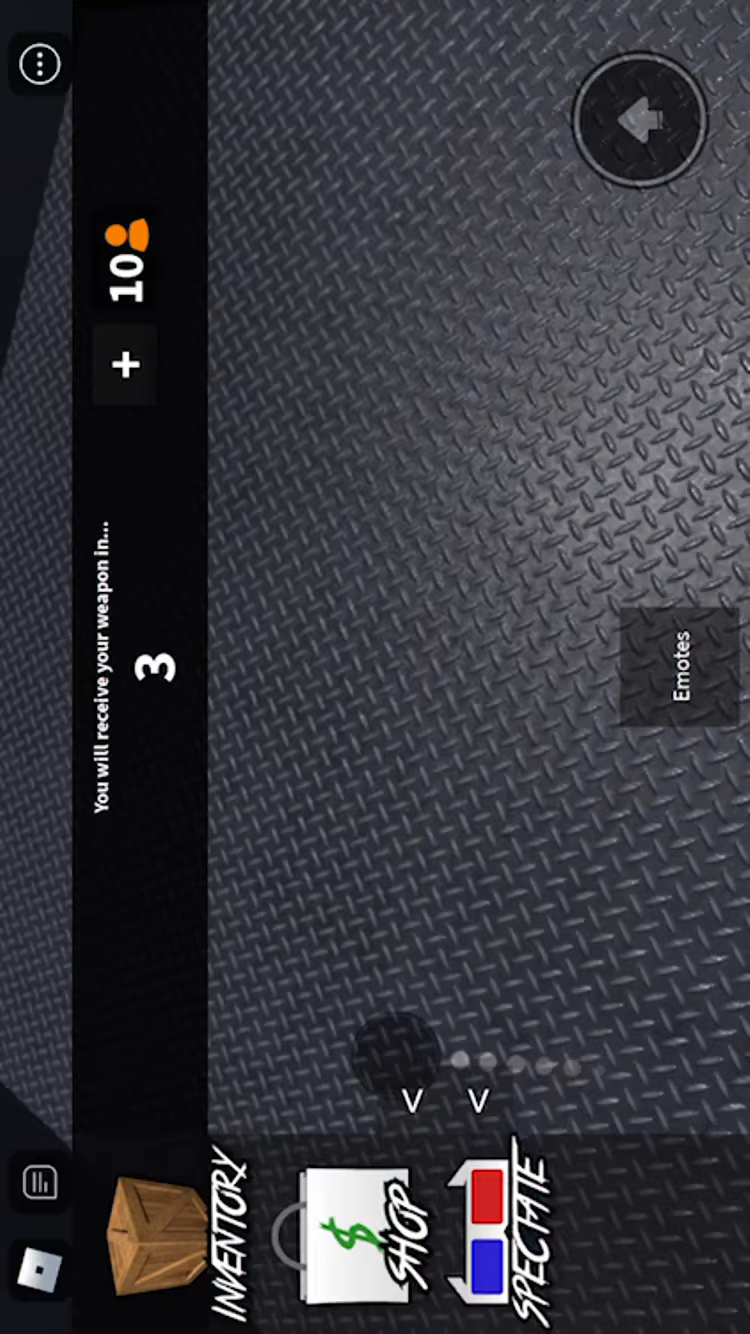 You will receive your weapon in...
3
+
10
INVENTORY
$
SHOP
SPECTATE
<
<
Emotes